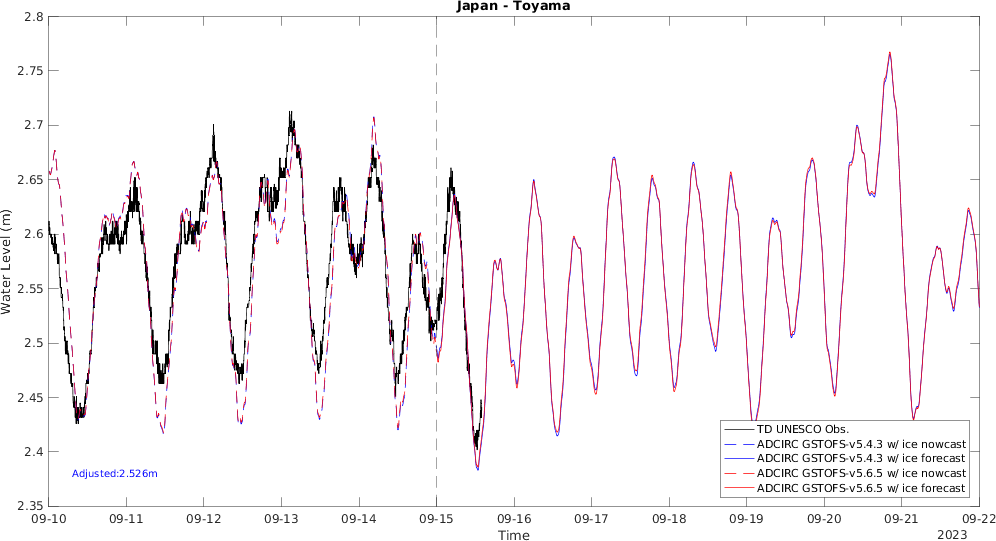 Japan - Toyama
2.8
2.75
2.7
2.65
2.6
2.55
2.5
2.45
2.4
2.35
Water Level (m)
Adjusted:2.526m
TD UNESCO Obs.
ADCIRC GSTOFS-v5.4.3 w/ ice nowcast
ADCIRC GSTOFS-v5.4.3 w/ ice forecast
ADCIRC GSTOFS-v5.6.5 w/ ice nowcast
ADCIRC GSTOFS-v5.6.5 w/ ice forecast
09-10 09-11 09-12 09-13 09-14 09-15 09-16 09-17 09-18 09-19 09-20 09-21 09-22
Time
2023